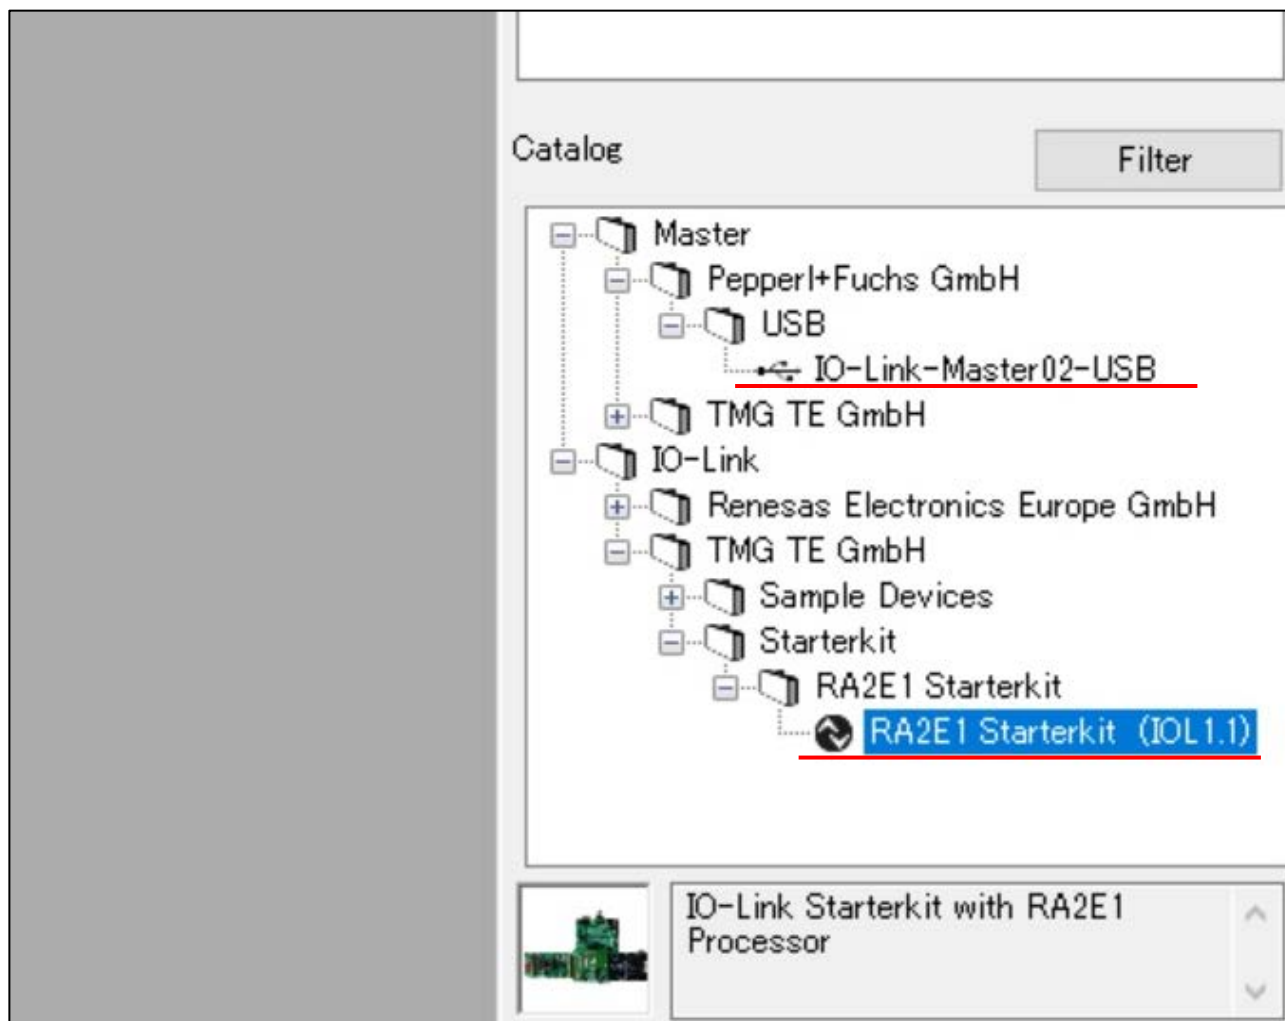 Catalog
Filter
Master
Pepperl+Fuchs GmbH
USB
IO-Link-Master02-USB
TMG TE GmbH
IO-Link
Renesas Electronics Europe GmbH
TMG TE GmbH
Sample Devices
Starterkit
RA2E1 Starterkit
RA2E1 Starterkit (IOL1.1)
IO-Link Starterkit with RA2E1
Processor